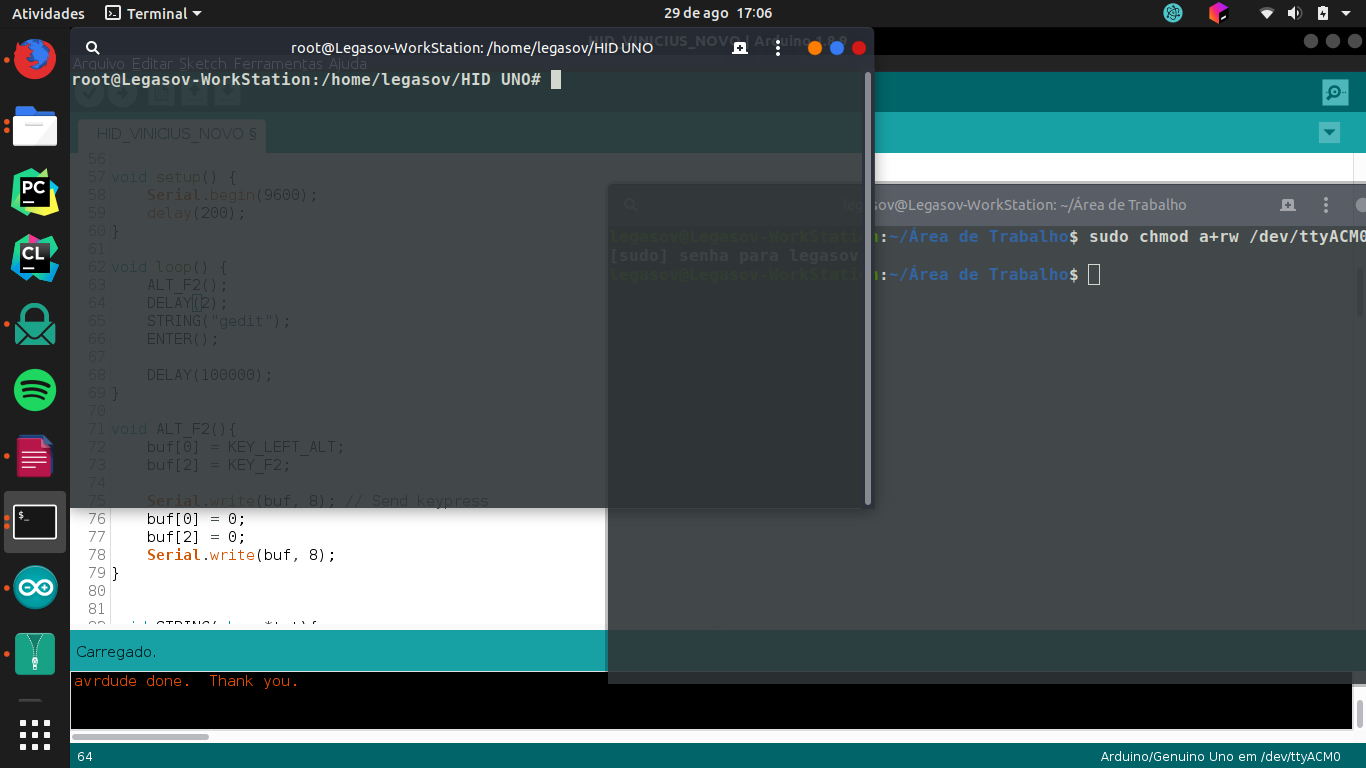 Atividades
Terminal
29 de ago 17:06
HID_VINICIUS_NOVO | Arduino 1.8.9
root@Legasov-WorkStation: /home/legasov/HID UNO
Arquivo Editar Sketch Ferramentas Ajuda
root@Legasov-WorkStation:/home/legasov/HID UNO#
HID_VINICIUS_NOVO §
56
57 void setup() {
58 Serial.begin(9600);
59 delay(200);
60 }
61
62 void loop() {
63 ALT_F2();
64 DELAY(2);
65 STRING("gedit");
66 ENTER();
67
68 DELAY(100000);
69 }
70
71 void ALT_F2(){
72 buf[0] = KEY_LEFT_ALT;
73 buf[2] = KEY_F2;
74
75 Serial.write(buf, 8); // Send keypress
76 buf[0] = 0;
77 buf[2] = 0;
78 Serial.write(buf, 8);
79 }
80
81
legasov@Legasov-WorkStation: ~/Área de Trabalho
legasov@Legasov-WorkStation:~/Área de Trabalho$ sudo chmod a+rw /dev/ttyACM0
[sudo] senha para legasov
legasov@Legasov-WorkStation:~/Área de Trabalho$
PC
CL
$_
Carregado.
avrdude done. Thank you.
64
Arduino/Genuino Uno em /dev/ttyACM0